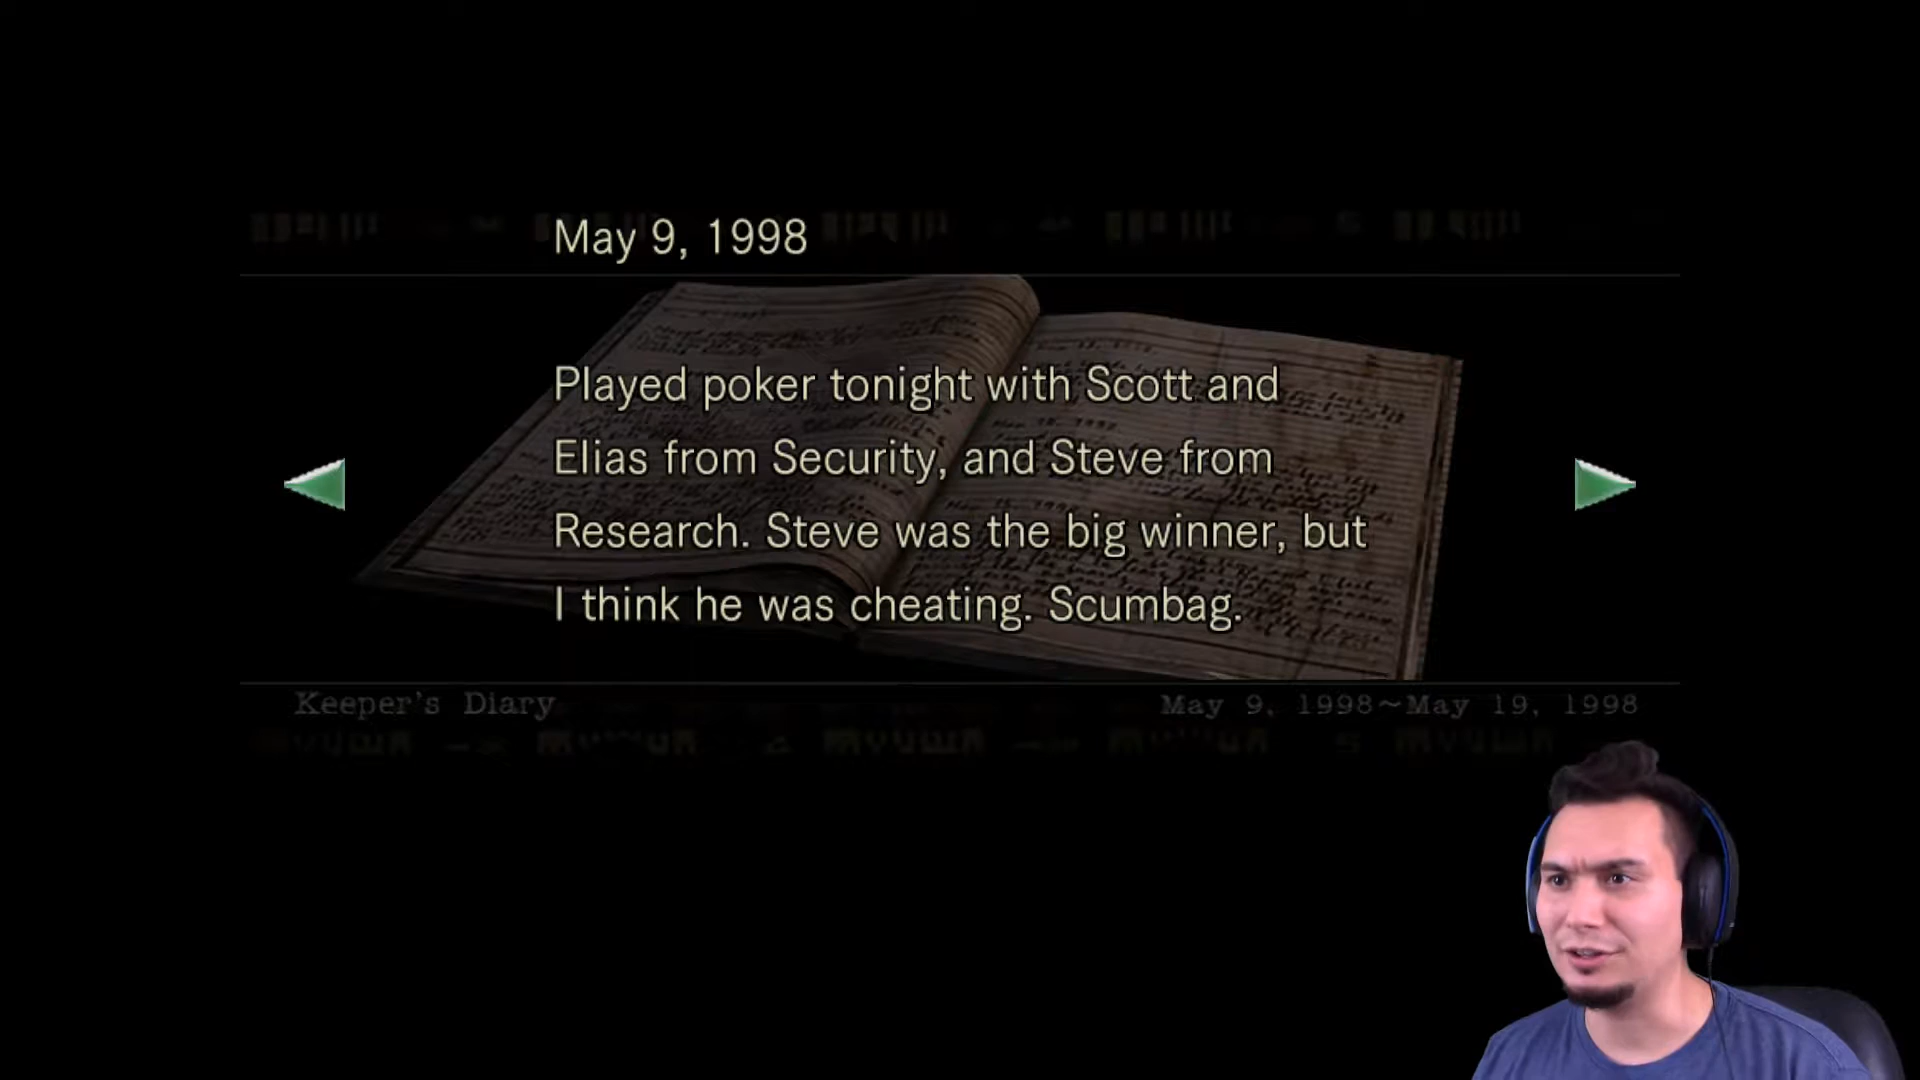 May 9, 1998
Played poker tonight with Scott and
Elias from Security, and Steve from
Research. Steve was the big winner, but
I think he was cheating. Scumbag.
Keeper's Diary
May 9, 1998~May 19, 1998